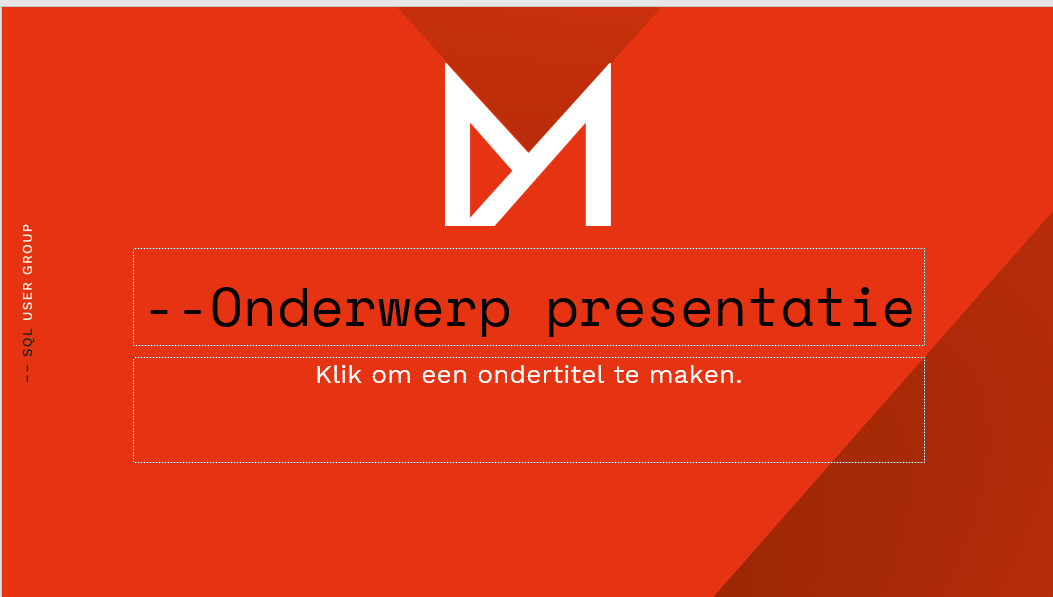 -- SQL USER GROUP
--Onderwerp presentatie
Klik om een ondertitel te maken.